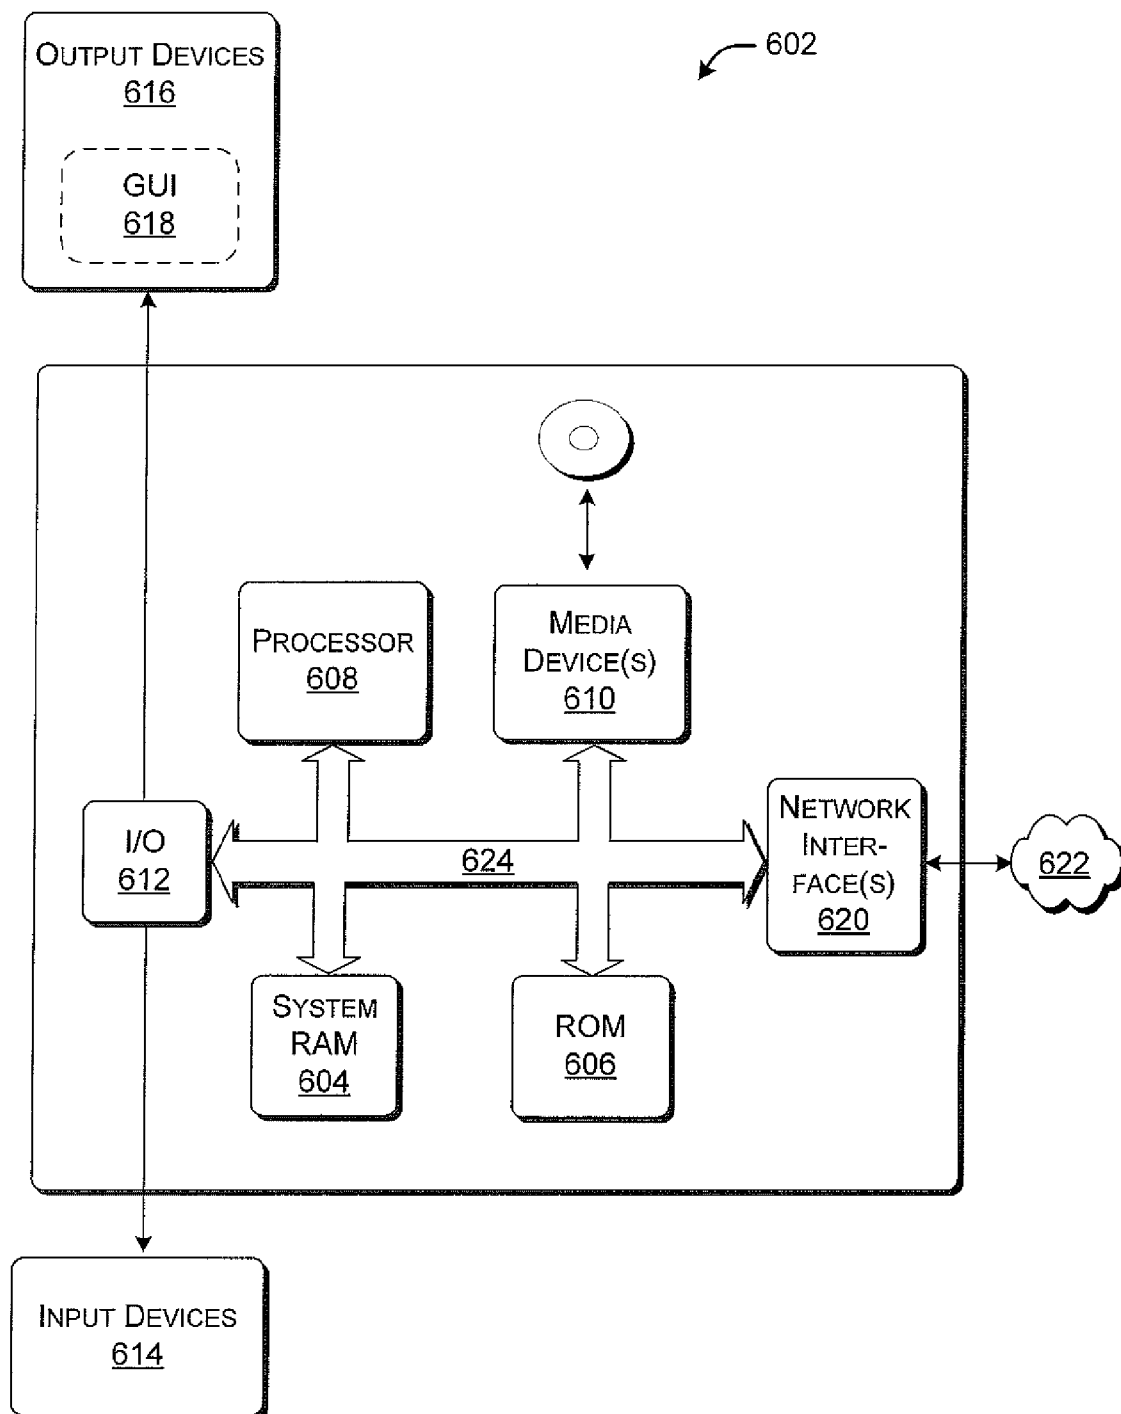 OUTPUT DEVICES
616
GUI
618
602
PROCESSOR
608
MEDIA
DEVICE(S)
610
I/O
612
624
NETWORK
INTER-
FACE(S)
620
622
SYSTEM
RAM
604
ROM
606
INPUT DEVICES
614